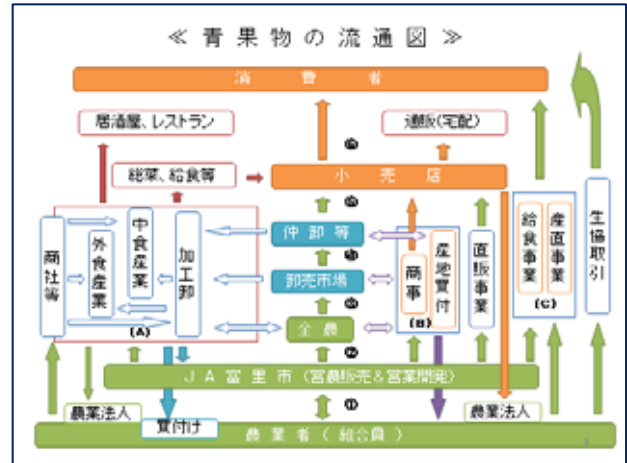 ≪青果物の流通図≫
消費者
居酒屋、レストラン
通販(宅配)
総菜、給食等
小売店
商社等
外食産業
中食産業
加工卸
(A)
仲卸等
卸売市場
全農
商事
産地買付
(B)
直販事業
給食事業
産直事業
(C)
生協取引
JA富里市(営農販売&営業開発)
農業法人
買付け
①
農業法人
農業者(組合員)